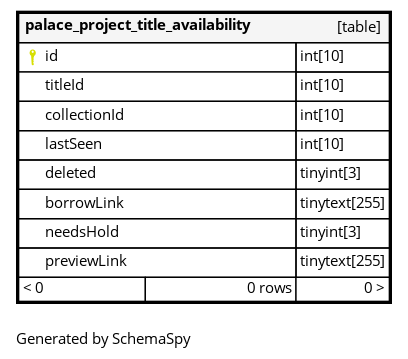 palace_project_title_availability [table]
id int[10]
titleId int[10]
collectionId int[10]
lastSeen int[10]
deleted tinyint[3]
borrowLink tinytext[255]
needsHold tinyint[3]
previewLink tinytext[255]
< 0 0 rows 0 >
Generated by SchemaSpy